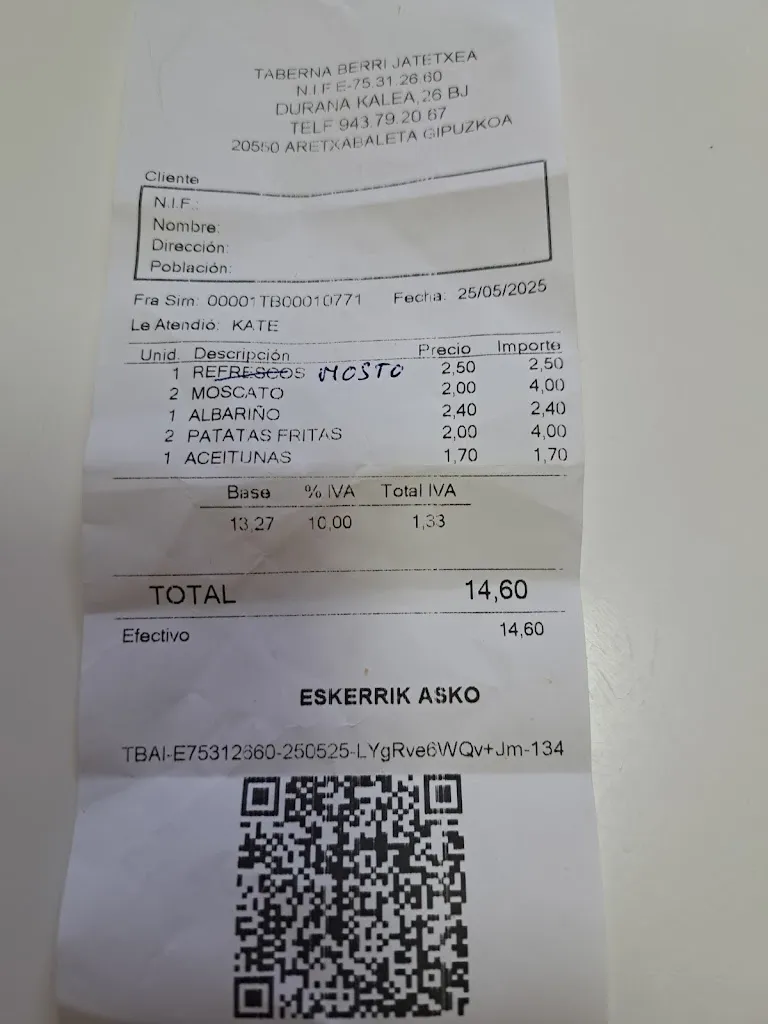 TABERNA BERRI JATETXEA
N.I.F E-75.31.26.60
DURANA KALEA,26 BJ
TELF 943.79.20 67
20550 ARETXABALETA GIPUZKOA
Cliente
N.I.F.:
Nombre:
Dirección:
Población:
Fra Sim: 00001TB00010771 Fecha: 25/05/2025
Le Atendió: KATE
Unid. Descripción Precio Importe
1 REFRESCOS MOSTO 2,50 2,50
2 MOSCATO 2,00 4,00
1 ALBARIÑO 2,40 2,40
2 PATATAS FRITAS 2,00 4,00
1 ACEITUNAS 1,70 1,70
Base % IVA Total IVA
13,27 10,00 1,33
TOTAL 14,60
Efectivo 14,60
ESKERRIK ASKO
TBAI-E75312660-250525-LYgRve6WQv+Jm-134